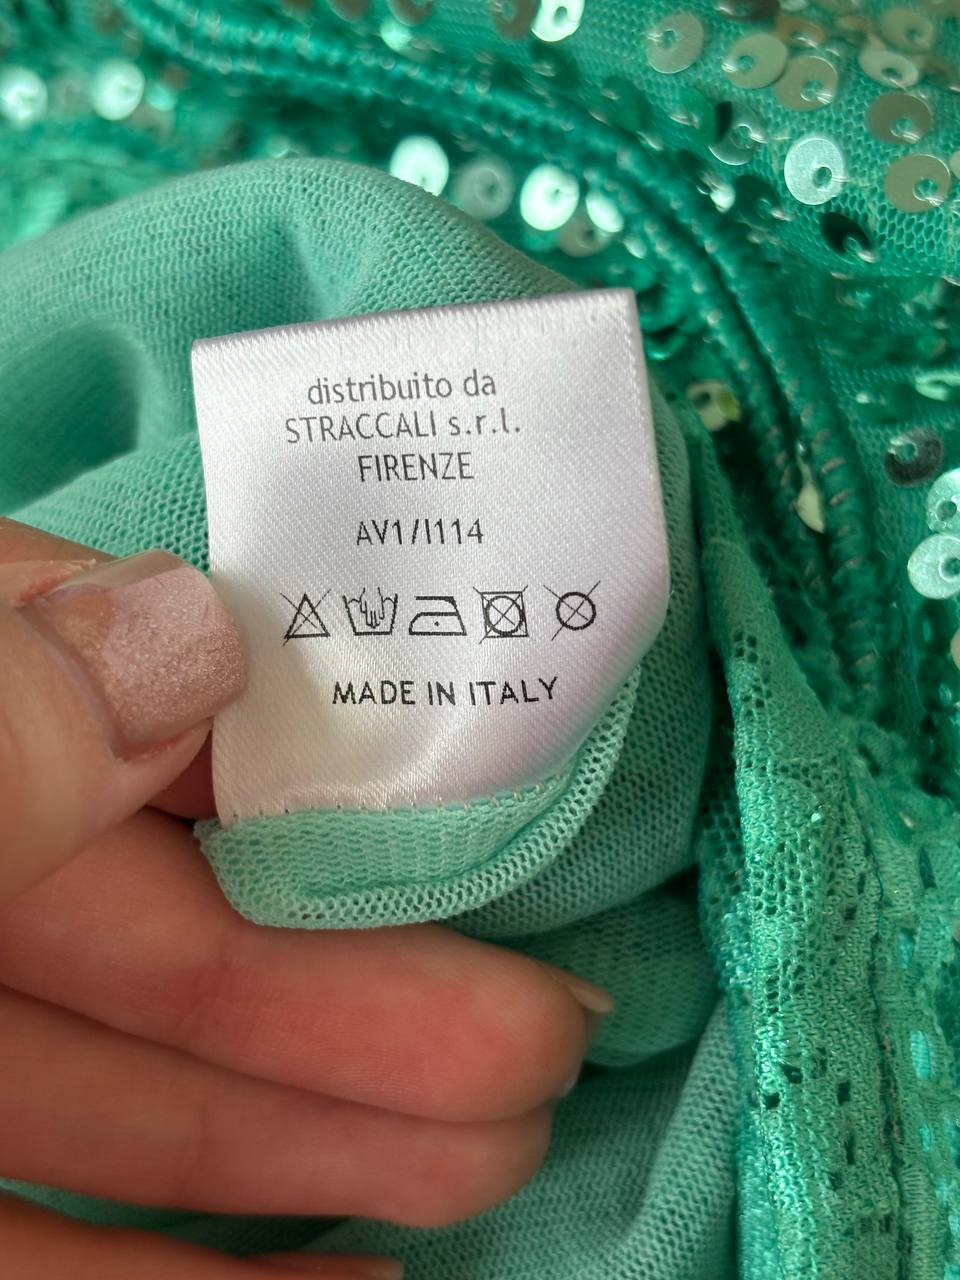 distribuito da
STRACCALI s.r.l.
FIRENZE
AV1/I114
MADE IN ITALY